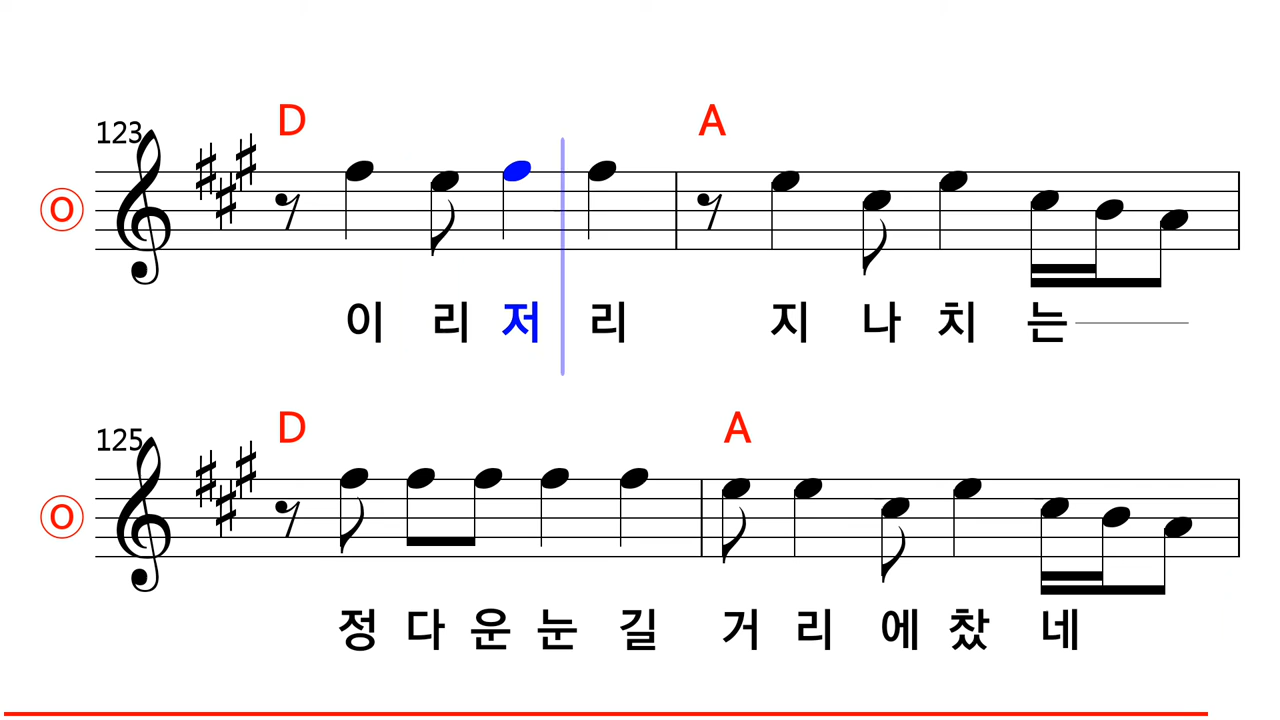 D A
123
O
이 리 저 리 지 나 치 는
D A
125
O
정 다 운 눈 길 거 리 에 찼 네